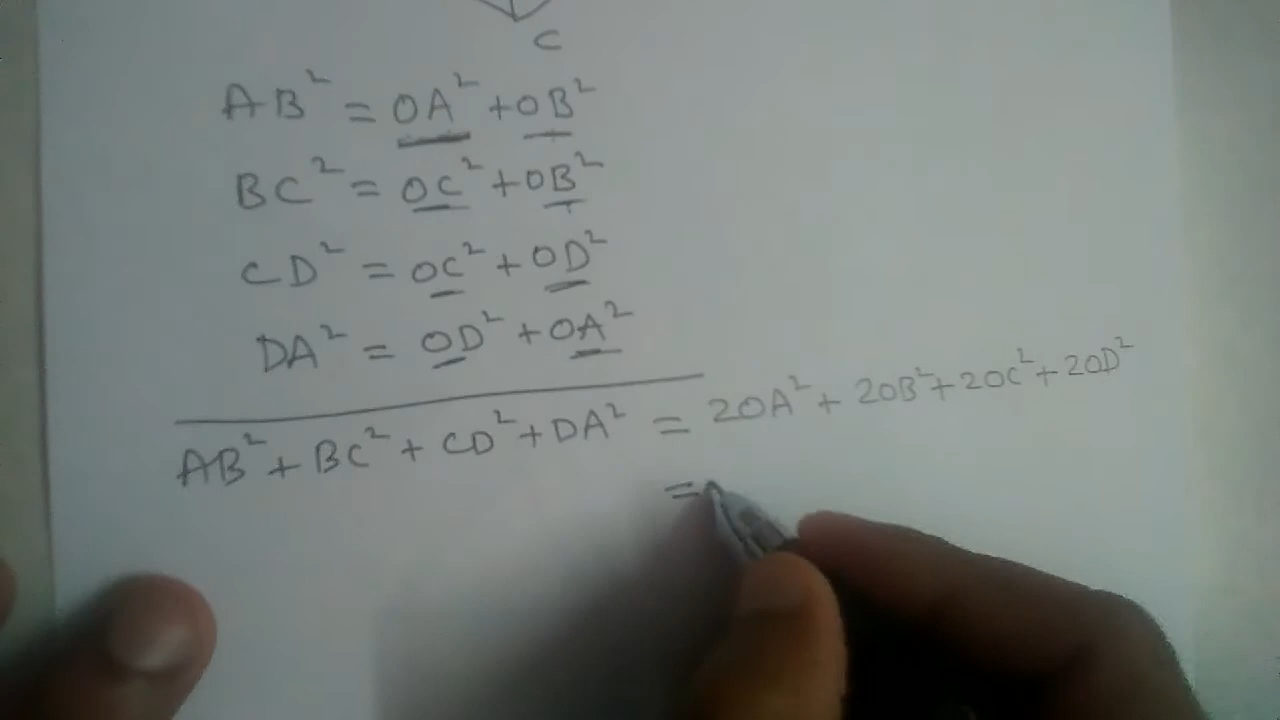 C
AB² = OA² + OB²
BC² = OC² + OB²
CD² = OC² + OD²
DA² = OD² + OA²
AB² + BC² + CD² + DA² = 2OA² + 2OB² + 2OC² + 2OD²
=